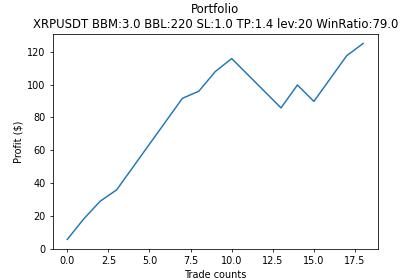 Portfolio
XRPUSDT BBM:3.0 BBL:220 SL:1.0 TP:1.4 lev:20 WinRatio:79.0
120
100
80
60
40
20
0
Profit ($)
0.0 2.5 5.0 7.5 10.0 12.5 15.0 17.5
Trade counts